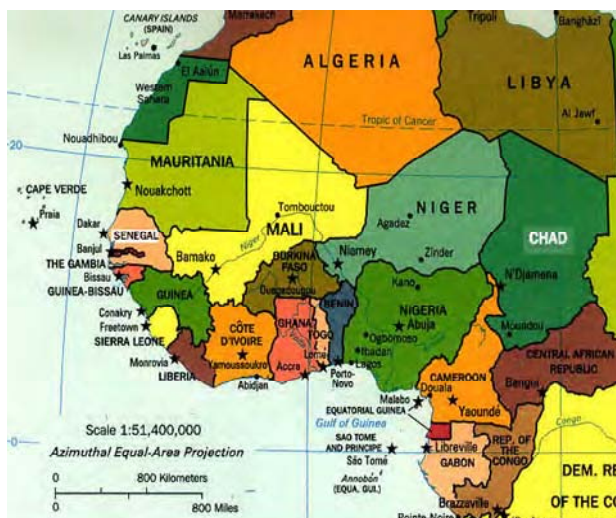 CANARY ISLANDS
(SPAIN)
Las Palmas
Marrakech
Tripoli
Banghāzī
ALGERIA
LIBYA
El Aaiún
Western
Sahara
Tropic of Cancer
Al Jawf
Nouadhibou
20
MAURITANIA
CAPE VERDE
Praia
Nouakchott
Tombouctou
NIGER
Agadez
CHAD
Dakar
SENEGAL
MALI
Niger
Banjul
THE GAMBIA
Bamako
BURKINA
FASO
Niamey
Zinder
Bissau
GUINEA-BISSAU
Ouagadougou
Kano
N'Djamena
GUINEA
BENIN
NIGERIA
Abuja
Conakry
Freetown
SIERRA LEONE
CÔTE
D'IVOIRE
GHANA
TOGO
Ogbomoso
Ibadan
Moundou
Monrovia
LIBERIA
Yamoussoukro
Abidjan
Accra
Lomé
Porto-
Novo
Lagos
CENTRAL AFRICAN
REPUBLIC
CAMEROON
Douala
Bangui
Malabo
Yaoundé
EQUATORIAL GUINEA
Gulf of Guinea
Congo
Scale 1:51,400,000
Azimuthal Equal-Area Projection
0
SAO TOME
AND PRINCIPE
São Tomé
Libreville
GABON
REP. OF
THE
CONGO
0 800 Kilometers
Annobón
(EQUA. GUI.)
DEM. RE
OF THE CO
0 800 Miles
Brazzaville
Pointe-Noire